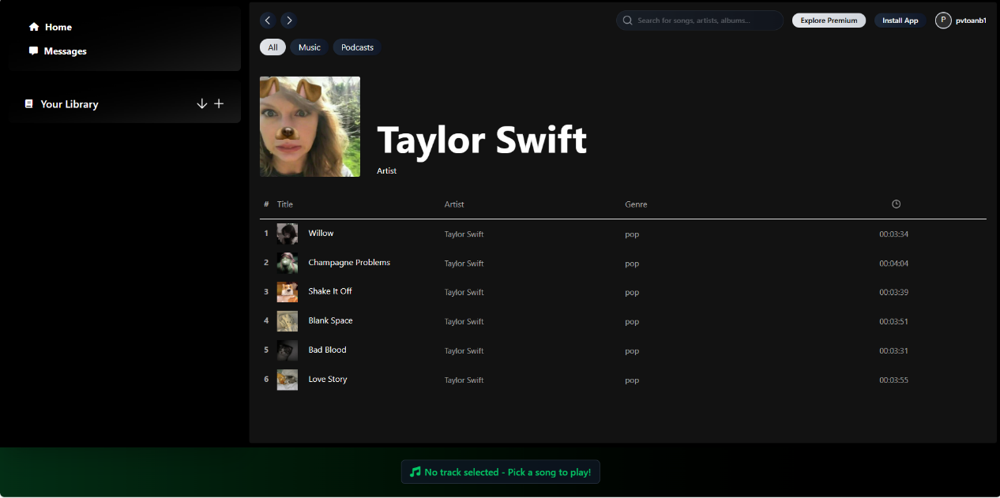 Home
Messages
Your Library
Search for songs, artists, albums...
Explore Premium
Install App
P
pvtoanb1
All
Music
Podcasts
Taylor Swift
Artist
# Title Artist Genre
1 Willow Taylor Swift pop 00:03:34
2 Champagne Problems Taylor Swift pop 00:04:04
3 Shake It Off Taylor Swift pop 00:03:39
4 Blank Space Taylor Swift pop 00:03:51
5 Bad Blood Taylor Swift pop 00:03:31
6 Love Story Taylor Swift pop 00:03:55
No track selected - Pick a song to play!